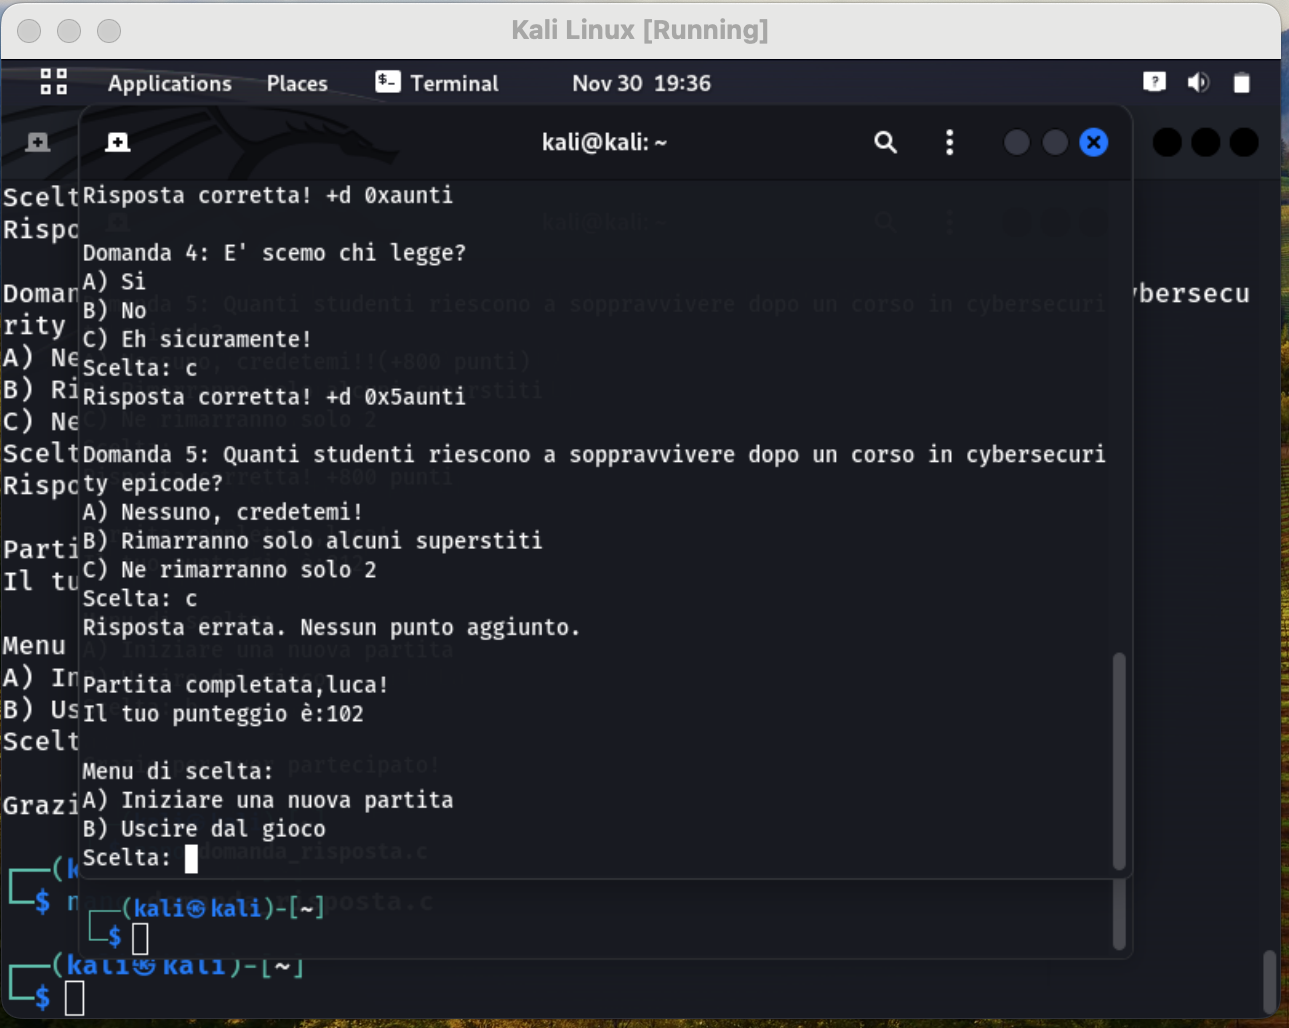 Kali Linux [Running]
Applications Places Terminal Nov 30 19:36
kali@kali: ~
Risposta corretta! +d 0xaunti
Domanda 4: E' scemo chi legge?
A) Si
B) No
C) Eh sicuramente!
Scelta: c
Risposta corretta! +d 0x5aunti
Domanda 5: Quanti studenti riescono a soppravvivere dopo un corso in cybersecuri
ty epicode?
A) Nessuno, credetemi!
B) Rimarranno solo alcuni superstiti
C) Ne rimarranno solo 2
Scelta: c
Risposta errata. Nessun punto aggiunto.
Partita completata,luca!
Il tuo punteggio è:102
Menu di scelta:
A) Iniziare una nuova partita
B) Uscire dal gioco
Scelta:
(kali㉿kali)-[~]
$
Scelt
Rispo
Doman
ybersecu
rity
A) Ne
B) Ri
C) Ne
Scelt
Rispo
Parti
Il tu
Menu
A) In
B) Us
Scelt
Grazi
(k
$ n
(kali㉿kali)-[~]
$